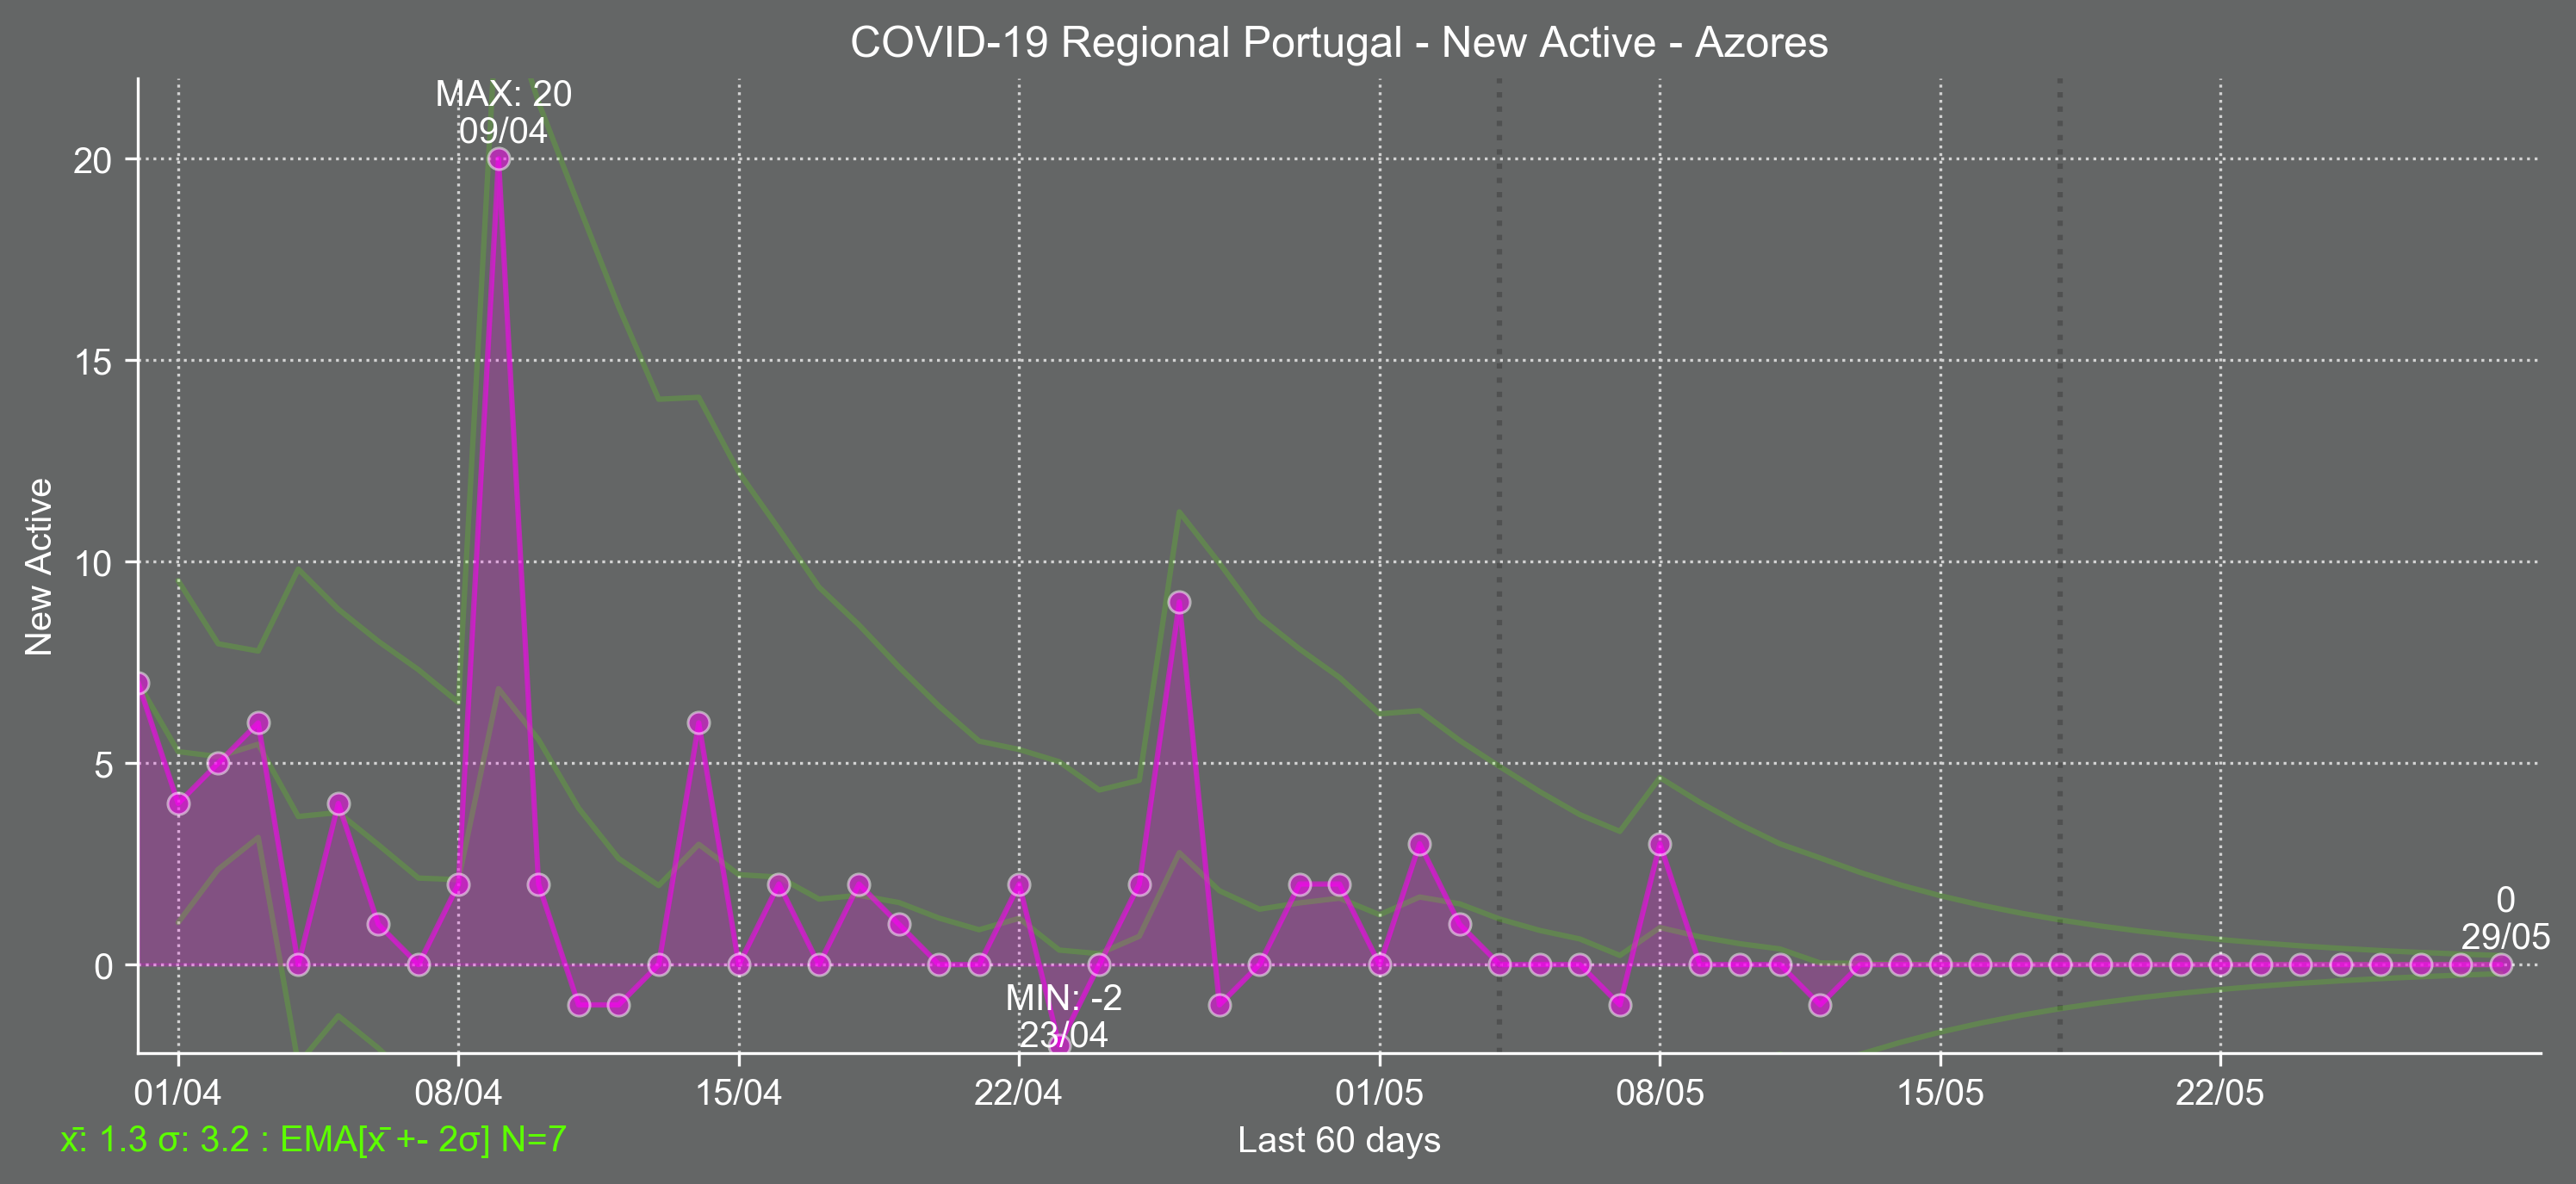 COVID-19 Regional Portugal - New Active - Azores
MAX: 20
09/04
20
15
10
5
0
New Active
MIN: -2
23/04
0
29/05
01/04 08/04 15/04 22/04 01/05 08/05 15/05 22/05
x̄: 1.3 σ: 3.2 : EMA[x̄ +- 2σ] N=7
Last 60 days